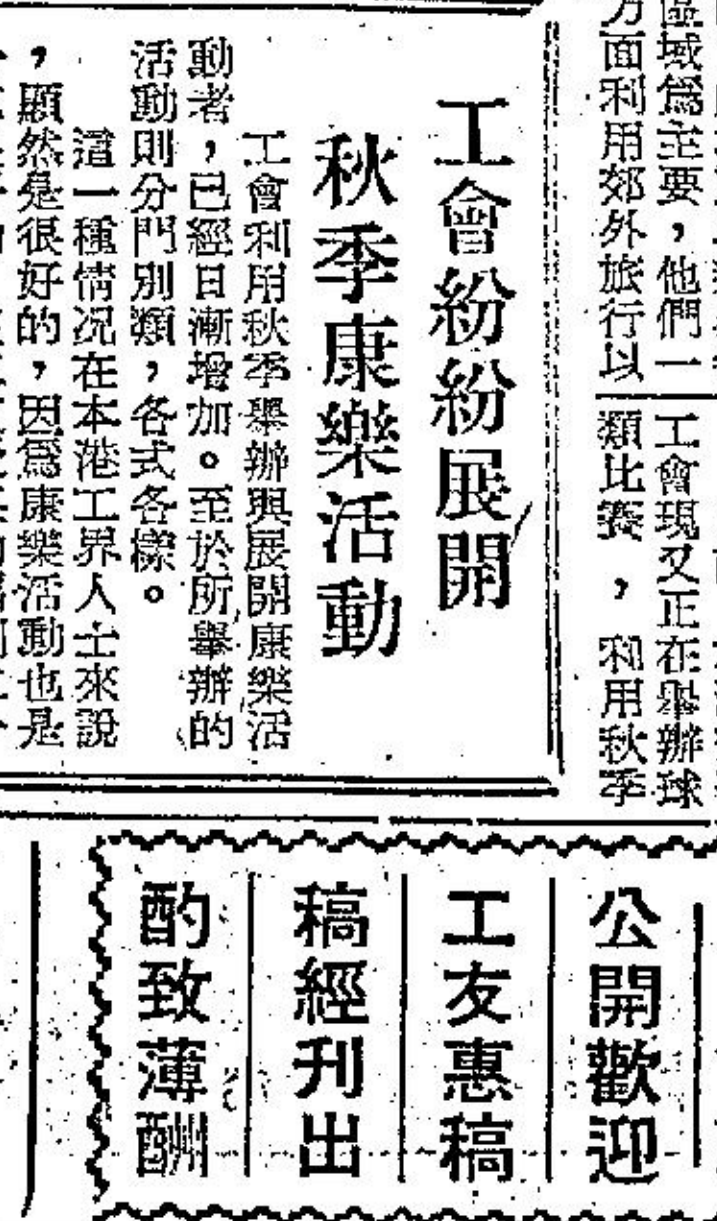 區域爲主要，他們一
方面利用郊外旅行以
工會現又正在舉辦球
類比賽，利用秋季
工會紛紛展開
秋季康樂活動
工會利用秋季舉辦與展開康樂活
動者，已經日漸增加。至於所舉辦的
活動則分門別類，各式各樣。
這一種情况在本港工界人士來說
，顯然是很好的，因爲康樂活動也是
公開歡迎
工友惠稿
稿經刋出
酌致薄酬